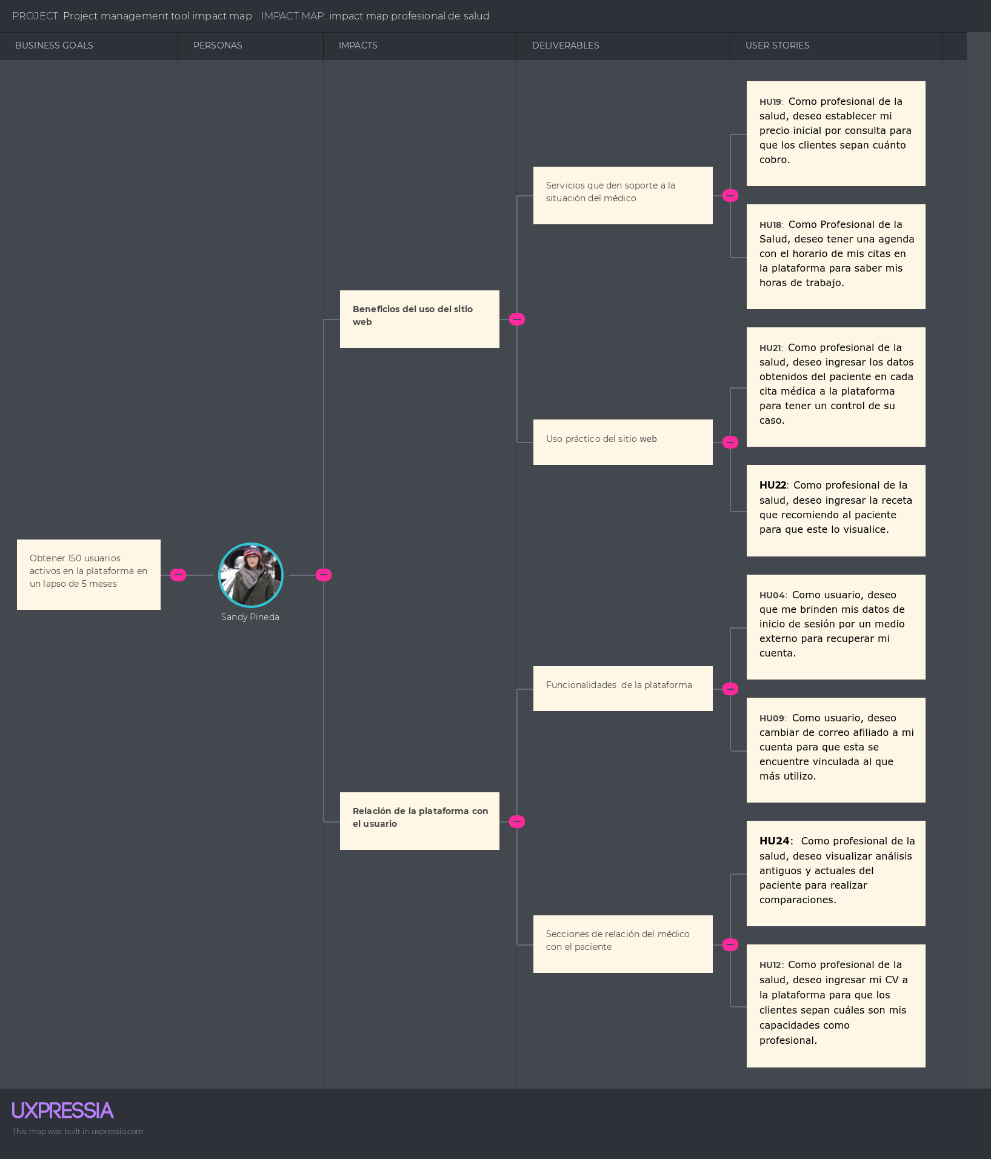 PROJECT: Project management tool impact map IMPACT MAP: impact map profesional de salud
BUSINESS GOALS
PERSONAS
IMPACTS
DELIVERABLES
USER STORIES
Obtener 150 usuarios
activos en la plataforma en
un lapso de 5 meses
Sandy Pineda
Beneficios del uso del sitio
web
Servicios que den soporte a la
situación del médico
HU19: Como profesional de la
salud, deseo establecer mi
precio inicial por consulta para
que los clientes sepan cuánto
cobro.
HU18: Como Profesional de la
Salud, deseo tener una agenda
con el horario de mis citas en
la plataforma para saber mis
horas de trabajo.
Uso práctico del sitio web
HU21: Como profesional de la
salud, deseo ingresar los datos
obtenidos del paciente en cada
cita médica a la plataforma
para tener un control de su
caso.
HU22: Como profesional de la
salud, deseo ingresar la receta
que recomiendo al paciente
para que este lo visualice.
Relación de la plataforma con
el usuario
Funcionalidades  de la plataforma
HU04: Como usuario, deseo
que me brinden mis datos de
inicio de sesión por un medio
externo para recuperar mi
cuenta.
HU09: Como usuario, deseo
cambiar de correo afiliado a mi
cuenta para que esta se
encuentre vinculada al que
más utilizo.
Secciones de relación del médico
con el paciente
HU24:  Como profesional de la
salud, deseo visualizar análisis
antiguos y actuales del
paciente para realizar
comparaciones.
HU12: Como profesional de la
salud, deseo ingresar mi CV a
la plataforma para que los
clientes sepan cuáles son mis
capacidades como
profesional.
UXPRESSIA
This map was built in uxpressia.com